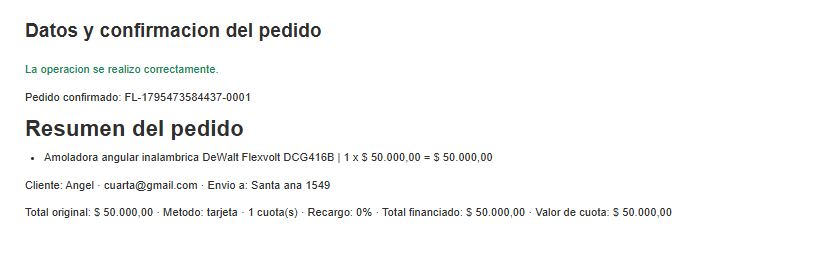 Datos y confirmacion del pedido
La operacion se realizo correctamente.
Pedido confirmado: FL-1795473584437-0001
Resumen del pedido
• Amoladora angular inalambrica DeWalt Flexvolt DCG416B | 1 x $ 50.000,00 = $ 50.000,00
Cliente: Angel · cuarta@gmail.com · Envio a: Santa ana 1549
Total original: $ 50.000,00 · Metodo: tarjeta · 1 cuota(s) · Recargo: 0% · Total financiado: $ 50.000,00 · Valor de cuota: $ 50.000,00